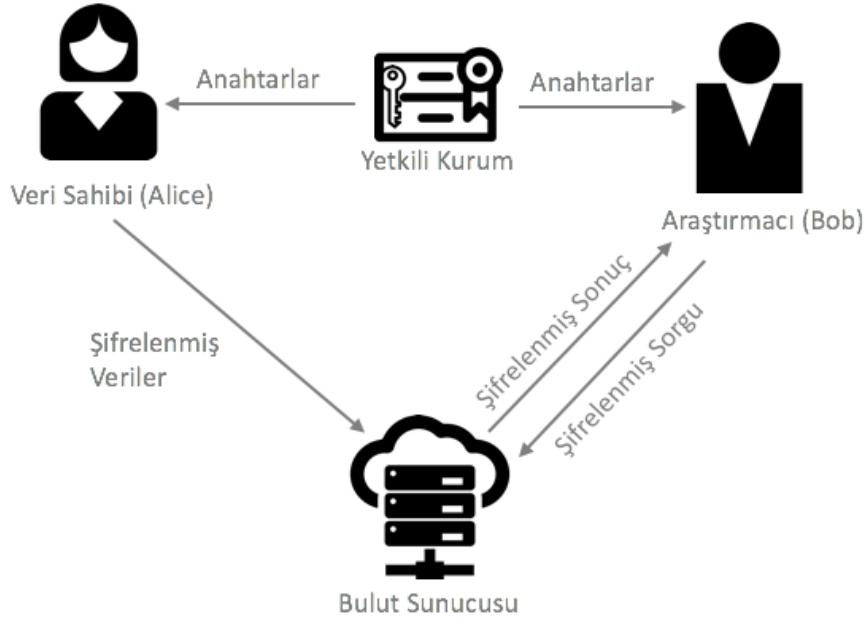 Anahtarlar
Anahtarlar
Yetkili Kurum
Veri Sahibi (Alice)
Araştırmacı (Bob)
Şifrelenmiş Sonuç
Şifrelenmiş Sorgu
Şifrelenmiş
Veriler
Bulut Sunucusu